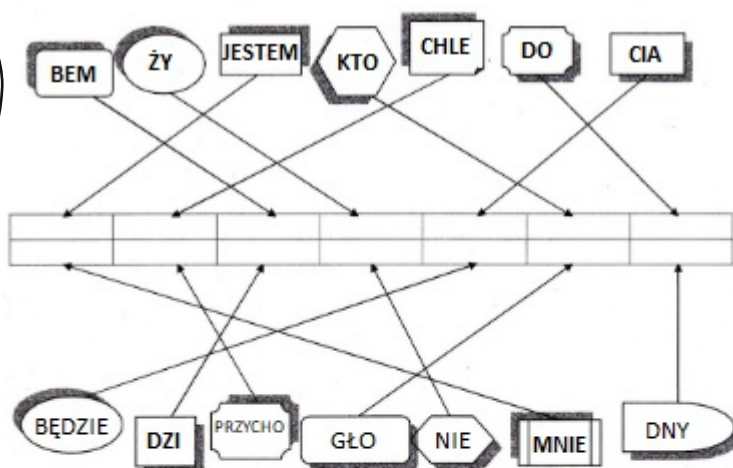 BEM ŻY JESTEM KTO CHLE DO CIA
BĘDZIE DZI PRZYCHO GŁO NIE MNIE DNY